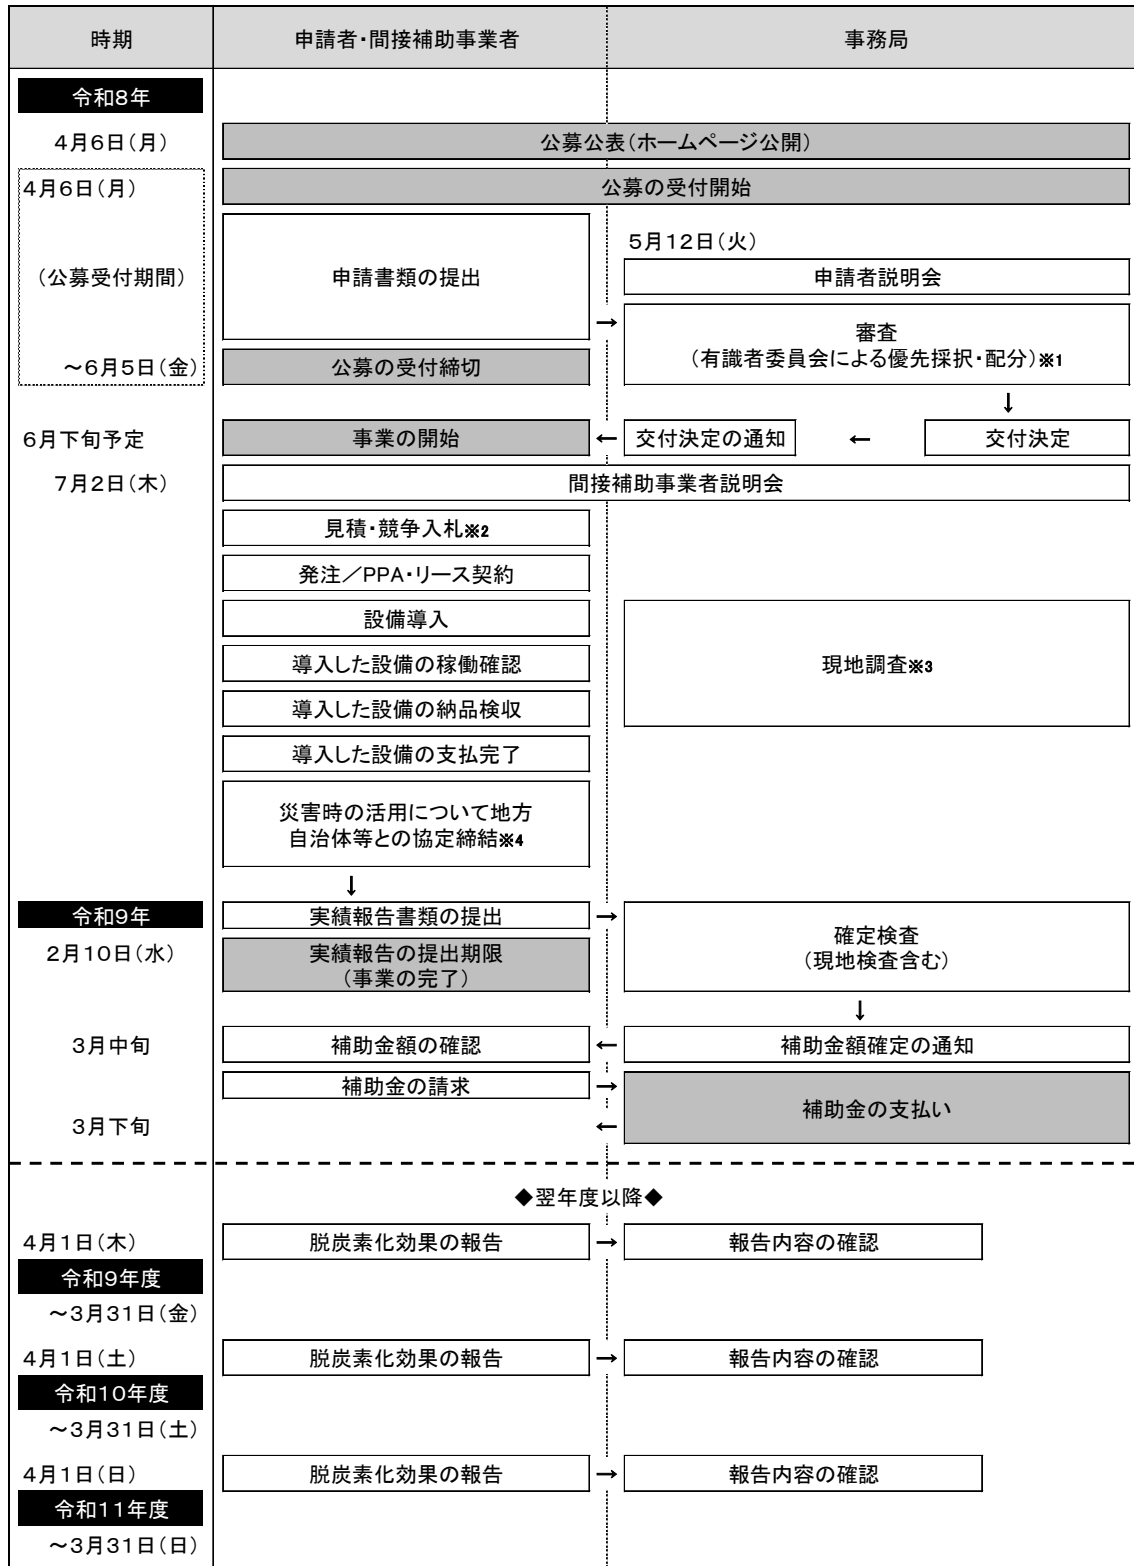 時期
申請者・間接補助事業者
事務局
令和8年
4月6日(月)
公募公表(ホームページ公開)
4月6日(月)
公募の受付開始
(公募受付期間)
申請書類の提出
5月12日(火)
申請者説明会
→
審査
(有識者委員会による優先採択・配分)※1
～6月5日(金)
公募の受付締切
↓
6月下旬予定
事業の開始
←
交付決定の通知
←
交付決定
7月2日(木)
間接補助事業者説明会
見積・競争入札※2
発注／PPA・リース契約
設備導入
導入した設備の稼働確認
現地調査※3
導入した設備の納品検収
導入した設備の支払完了
災害時の活用について地方
自治体等との協定締結※4
↓
令和9年
実績報告書類の提出
→
確定検査
(現地検査含む)
2月10日(水)
実績報告の提出期限
(事業の完了)
↓
3月中旬
補助金額の確認
←
補助金額確定の通知
補助金の請求
→
補助金の支払い
3月下旬
←
◆翌年度以降◆
4月1日(木)
脱炭素化効果の報告
→
報告内容の確認
令和9年度
～3月31日(金)
4月1日(土)
脱炭素化効果の報告
→
報告内容の確認
令和10年度
～3月31日(土)
4月1日(日)
脱炭素化効果の報告
→
報告内容の確認
令和11年度
～3月31日(日)